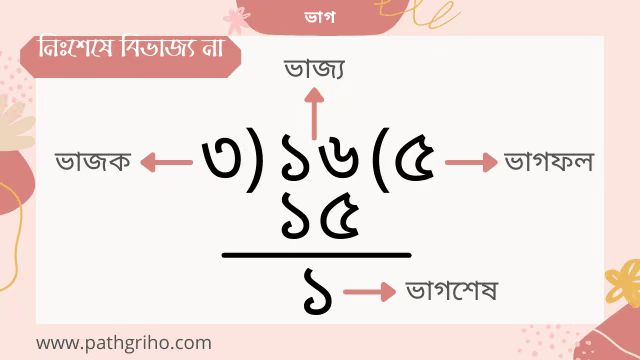 ভাগ
নিঃশেষে বিভাজ্য না
ভাজ্য
ভাজক ৩) ১৬ (৫ ভাগফল
১৫
১ ভাগশেষ
www.pathgriho.com